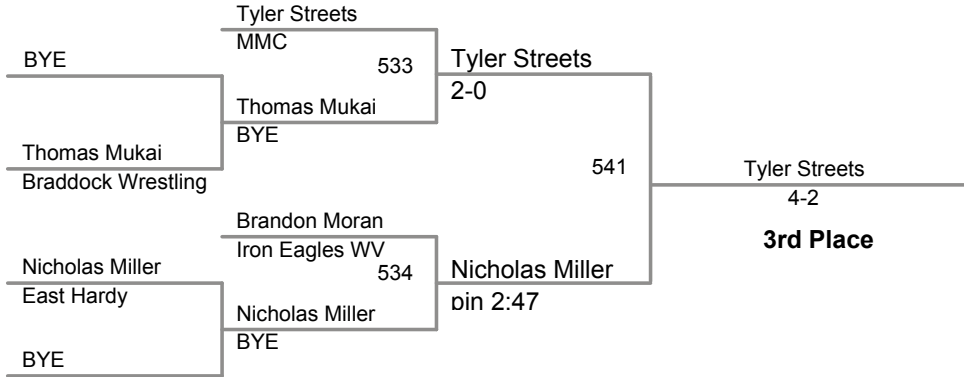 Tyler Streets
MMC
BYE
533
Tyler Streets
2-0
Thomas Mukai
BYE
Thomas Mukai
Braddock Wrestling
541
Tyler Streets
4-2
3rd Place
Brandon Moran
Iron Eagles WV
Nicholas Miller
East Hardy
534
Nicholas Miller
pin 2:47
Nicholas Miller
BYE
BYE